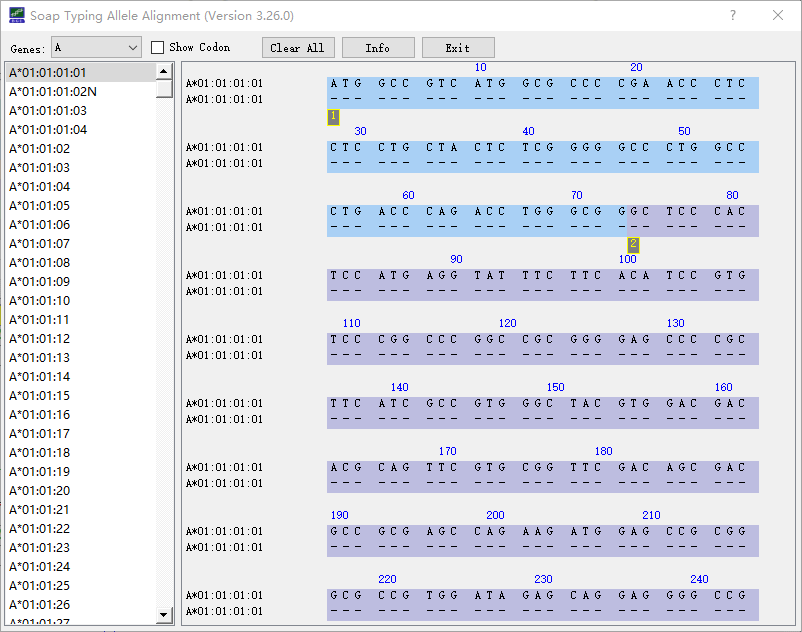 Soap Typing Allele Alignment (Version 3.26.0)
Genes: A Show Codon Clear All Info Exit
A*01:01:01:01
A*01:01:01:02N
A*01:01:01:03
A*01:01:01:04
A*01:01:02
A*01:01:03
A*01:01:04
A*01:01:05
A*01:01:06
A*01:01:07
A*01:01:08
A*01:01:09
A*01:01:10
A*01:01:11
A*01:01:12
A*01:01:13
A*01:01:14
A*01:01:15
A*01:01:16
A*01:01:17
A*01:01:18
A*01:01:19
A*01:01:20
A*01:01:21
A*01:01:22
A*01:01:23
A*01:01:24
A*01:01:25
A*01:01:26
A*01:01:27
10 20
A*01:01:01:01 ATG GCC GTC ATG GCG CCC CGA ACC CTC
A*01:01:01:01 --- --- --- --- --- --- --- --- ---
1
30 40 50
A*01:01:01:01 CTC CTG CTA CTC TCG GGG GCC CTG GCC
A*01:01:01:01 --- --- --- --- --- --- --- --- ---
60 70 80
A*01:01:01:01 CTG ACC CAG ACC TGG GCG GGC TCC CAC
A*01:01:01:01 --- --- --- --- --- --- --- --- ---
2
90 100
A*01:01:01:01 TCC ATG AGG TAT TTC TTC ACA TCC GTG
A*01:01:01:01 --- --- --- --- --- --- --- --- ---
110 120 130
A*01:01:01:01 TCC CGG CCC GGC CGC GGG GAG CCC CGC
A*01:01:01:01 --- --- --- --- --- --- --- --- ---
140 150 160
A*01:01:01:01 TTC ATC GCC GTG GGC TAC GTG GAC GAC
A*01:01:01:01 --- --- --- --- --- --- --- --- ---
170 180
A*01:01:01:01 ACG CAG TTC GTG CGG TTC GAC AGC GAC
A*01:01:01:01 --- --- --- --- --- --- --- --- ---
190 200 210
A*01:01:01:01 GCC GCG AGC CAG AAG ATG GAG CCG CGG
A*01:01:01:01 --- --- --- --- --- --- --- --- ---
220 230 240
A*01:01:01:01 GCG CCG TGG ATA GAG CAG GAG GGG CCG
A*01:01:01:01 --- --- --- --- --- --- --- --- ---